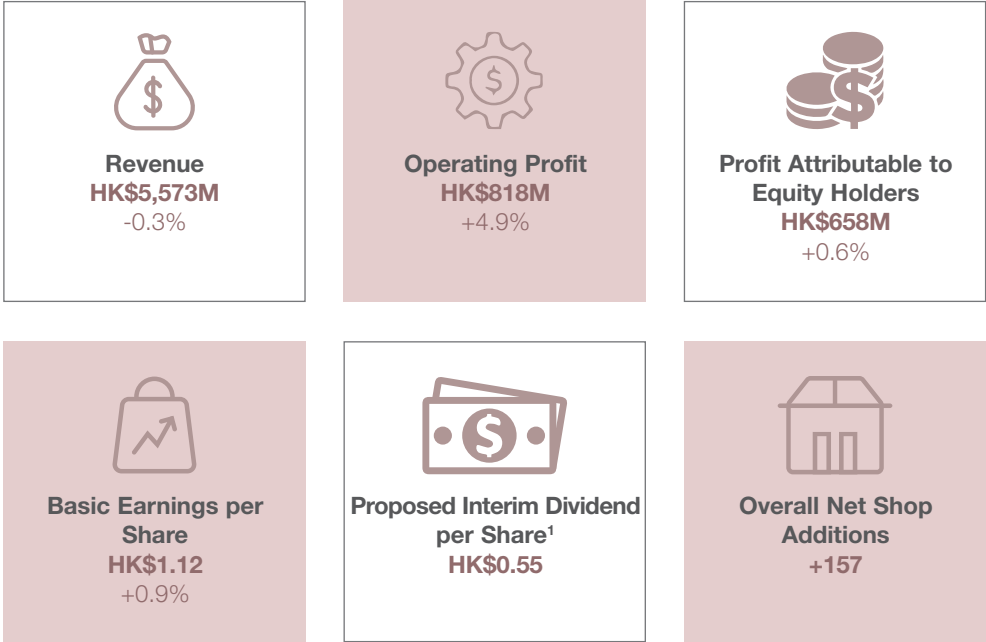 Revenue
HK$5,573M
-0.3%
Operating Profit
HK$818M
+4.9%
Profit Attributable to
Equity Holders
HK$658M
+0.6%
Basic Earnings per
Share
HK$1.12
+0.9%
Proposed Interim Dividend
per Share¹
HK$0.55
Overall Net Shop
Additions
+157